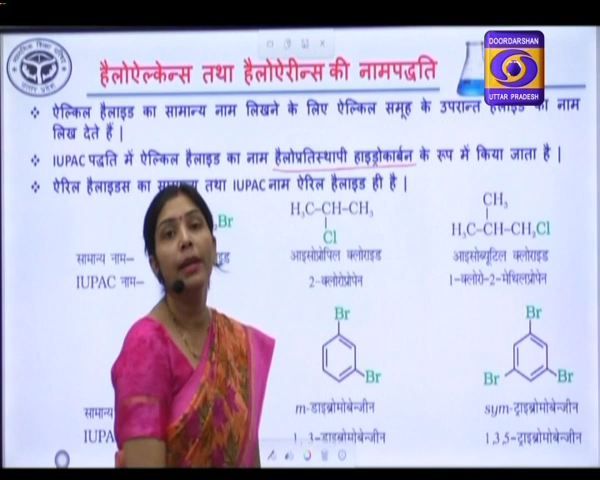 DOORDARSHAN
UTTAR PRADESH
हैलोऐल्केन्स तथा हैलोऐरीन्स की नामपद्धति
❖ ऐल्किल हैलाइड का सामान्य नाम लिखने के लिए ऐल्किल समूह के उपरान्त हैलाइड का नाम
लिख देते हैं |
❖ IUPAC पद्धति में ऐल्किल हैलाइड का नाम हैलोप्रतिस्थापी हाइड्रोकार्बन के रूप में किया जाता है |
❖ ऐरिल हैलाइडस का सामान्य तथा IUPAC नाम ऐरिल हैलाइड ही है |
CH₃
Br H₃C–CH–CH₃ H₃C–CH–CH₂Cl
Cl
सामान्य नाम– आइसोप्रोपिल क्लोराइड आइसोब्यूटिल क्लोराइड
IUPAC नाम– 2-क्लोरोप्रोपेन 1-क्लोरो-2-मेथिलप्रोपेन
Br Br
Br Br Br
m-डाइब्रोमोबेन्जीन sym-ट्राइब्रोमोबेन्जीन
1, 3-डाइब्रोमोबेन्जीन 1,3,5-ट्राइब्रोमोबेन्जीन